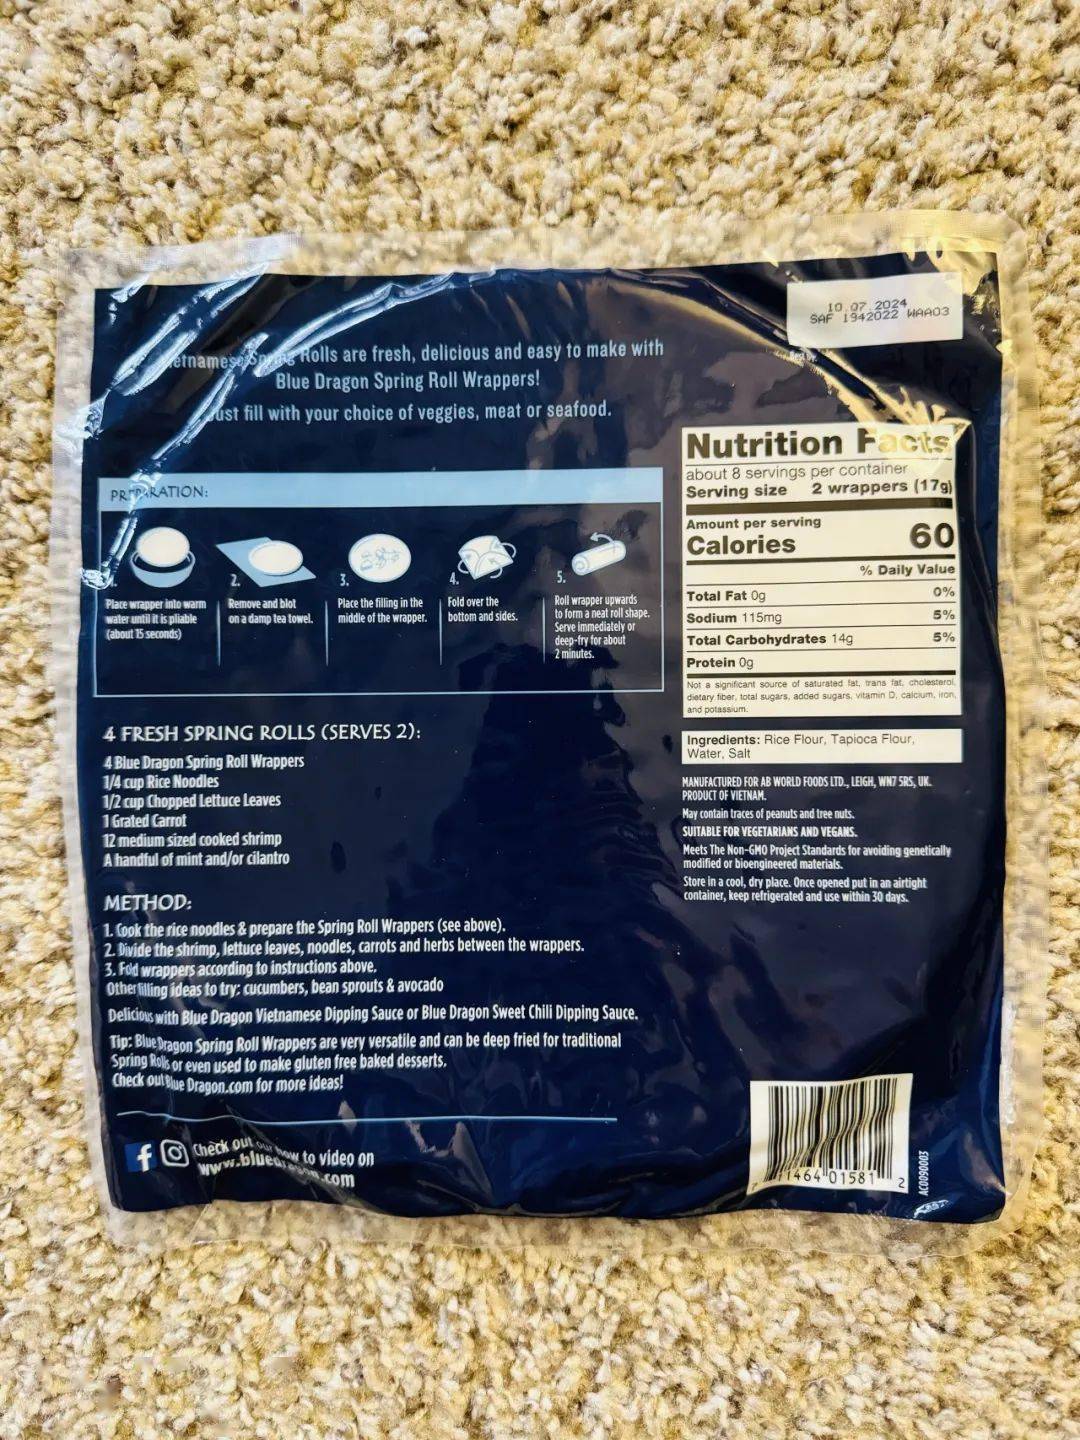 10.07.2024
SAF 1942022 WAA03
Best by:
Rolls are fresh, delicious and easy to make with
Blue Dragon Spring Roll Wrappers!
Just fill with your choice of veggies, meat or seafood.
PREPARATION:
1.
Place wrapper into warm
water until it is pliable
(about 15 seconds)
2.
Remove and blot
on a damp tea towel.
3.
Place the filling in the
middle of the wrapper.
4.
Fold over the
bottom and sides.
5.
Roll wrapper upwards
to form a neat roll shape.
Serve immediately or
deep-fry for about
2 minutes.
4 FRESH SPRING ROLLS (SERVES 2):
4 Blue Dragon Spring Roll Wrappers
1/4 cup Rice Noodles
1/2 cup Chopped Lettuce Leaves
1 Grated Carrot
12 medium sized cooked shrimp
A handful of mint and/or cilantro
METHOD:
1. Cook the rice noodles & prepare the Spring Roll Wrappers (see above).
2. Divide the shrimp, lettuce leaves, noodles, carrots and herbs between the wrappers.
3. Fold wrappers according to instructions above.
Other filling ideas to try: cucumbers, bean sprouts & avocado
Delicious with Blue Dragon Vietnamese Dipping Sauce or Blue Dragon Sweet Chili Dipping Sauce.
Tip: Blue Dragon Spring Roll Wrappers are very versatile and can be deep fried for traditional
Spring Rolls or even used to make gluten free baked desserts.
Check out Blue Dragon.com for more ideas!
f Check out our how to video on
www.bluedragon.com
Nutrition Facts
about 8 servings per container
Serving size 2 wrappers (17g)
Amount per serving
Calories 60
% Daily Value
Total Fat 0g 0%
Sodium 115mg 5%
Total Carbohydrates 14g 5%
Protein 0g
Not a significant source of saturated fat, trans fat, cholesterol,
dietary fiber, total sugars, added sugars, vitamin D, calcium, iron,
and potassium.
Ingredients: Rice Flour, Tapioca Flour,
Water, Salt
MANUFACTURED FOR AB WORLD FOODS LTD., LEIGH, WN7 5RS, UK.
PRODUCT OF VIETNAM.
May contain traces of peanuts and tree nuts.
SUITABLE FOR VEGETARIANS AND VEGANS.
Meets The Non-GMO Project Standards for avoiding genetically
modified or bioengineered materials.
Store in a cool, dry place. Once opened put in an airtight
container, keep refrigerated and use within 30 days.
7 11464 01581 2
AC0090003